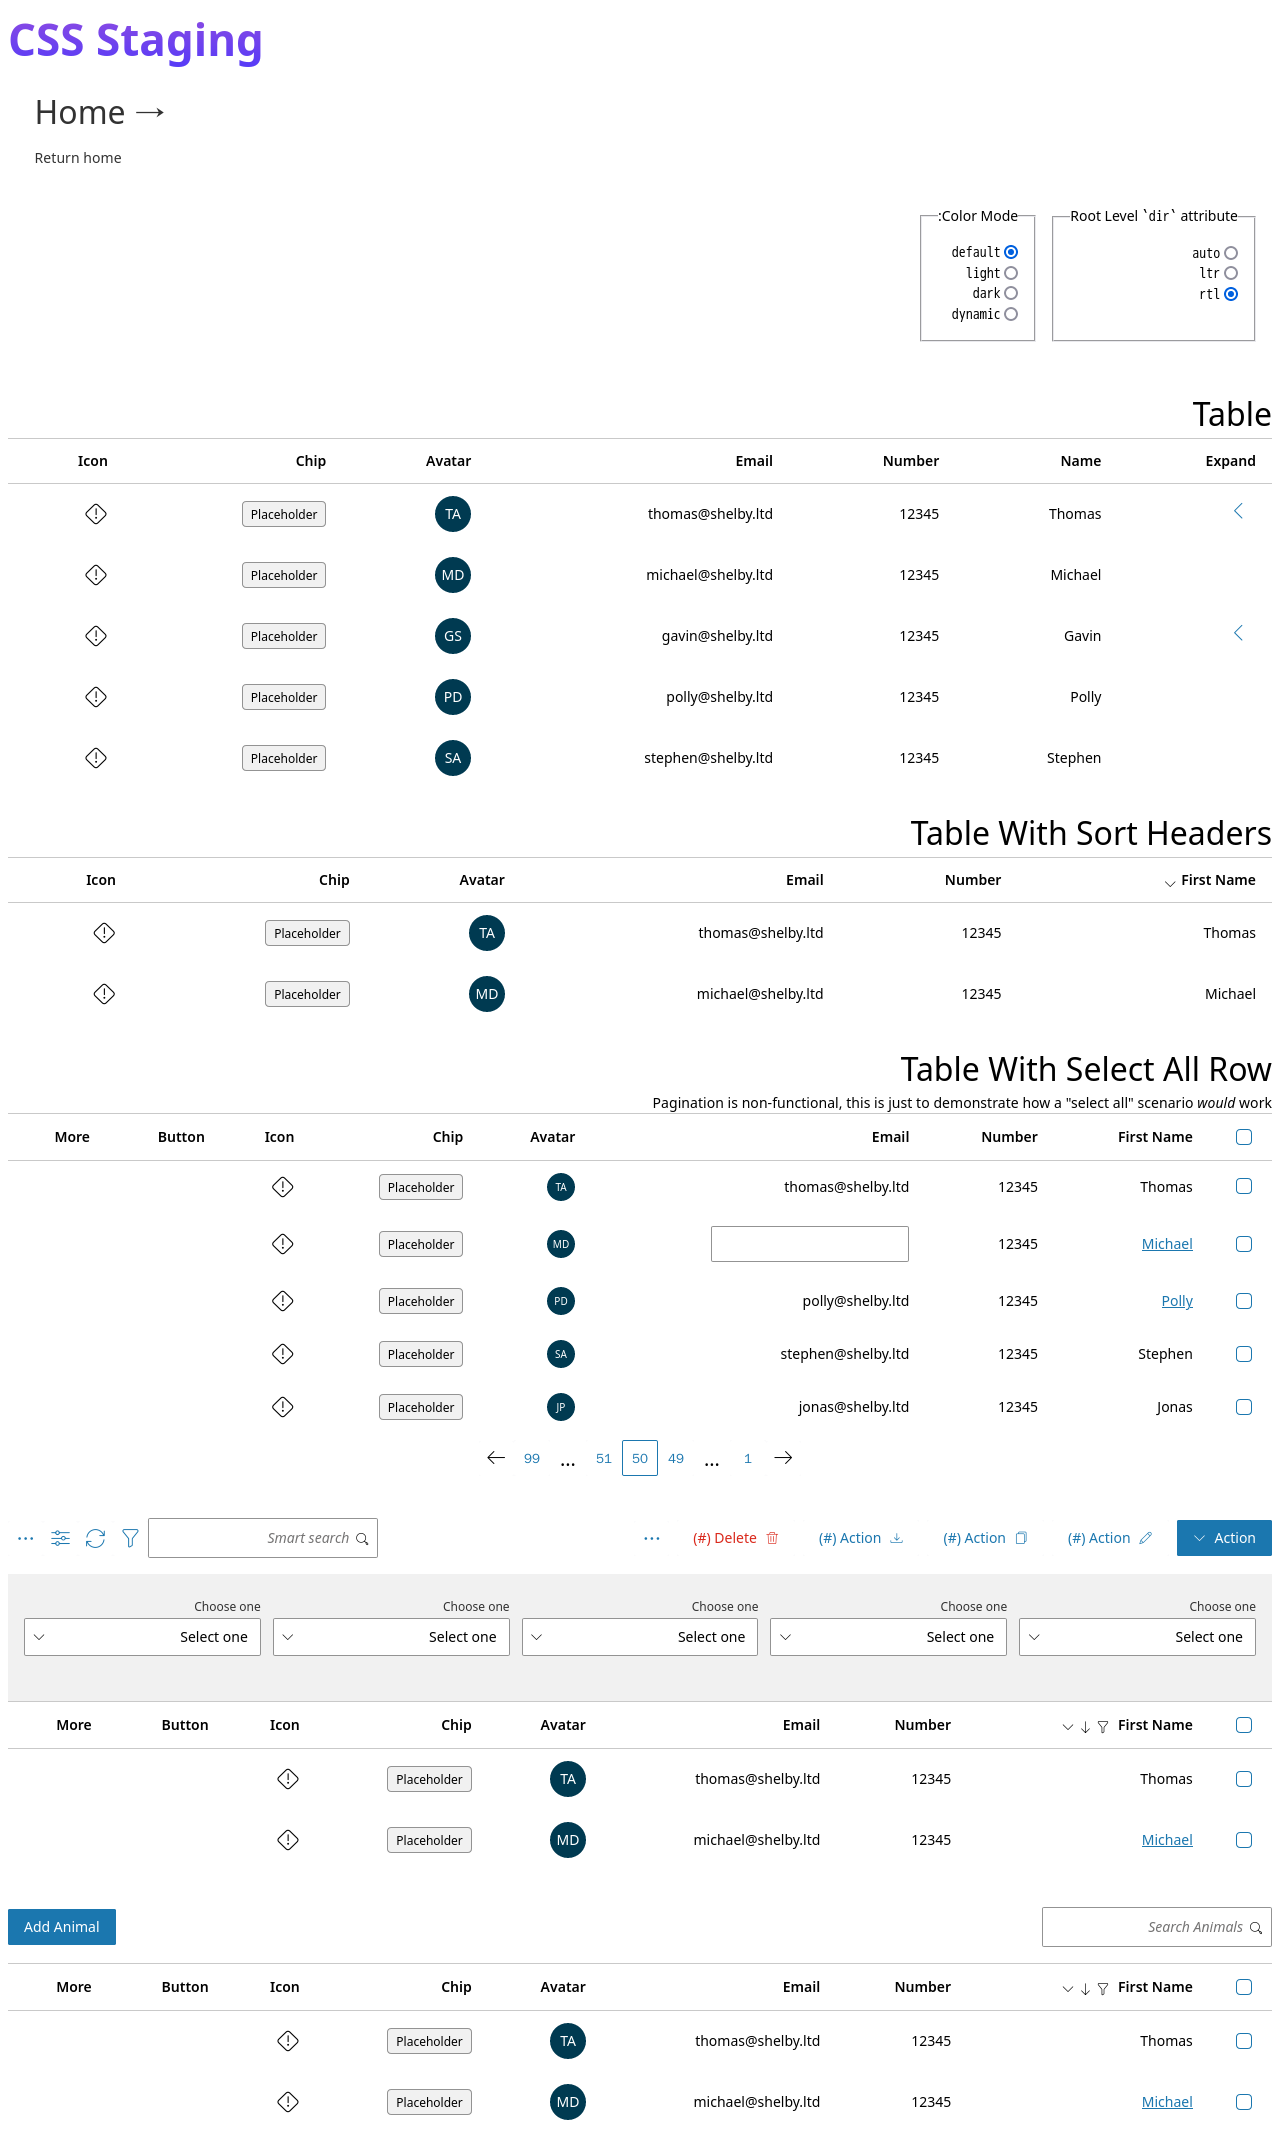 CSS Staging
Home →
Return home
Root Level `dir` attribute
auto
ltr
rtl
:Color Mode
default
light
dark
dynamic
Table
Icon Chip Avatar Email Number Name Expand
Placeholder TA thomas@shelby.ltd 12345 Thomas
Placeholder MD michael@shelby.ltd 12345 Michael
Placeholder GS gavin@shelby.ltd 12345 Gavin
Placeholder PD polly@shelby.ltd 12345 Polly
Placeholder SA stephen@shelby.ltd 12345 Stephen
Table With Sort Headers
Icon Chip Avatar Email Number First Name
Placeholder TA thomas@shelby.ltd 12345 Thomas
Placeholder MD michael@shelby.ltd 12345 Michael
Table With Select All Row
Pagination is non-functional, this is just to demonstrate how a "select all" scenario would work
More Button Icon Chip Avatar Email Number First Name
Placeholder TA thomas@shelby.ltd 12345 Thomas
Placeholder MD 12345 Michael
Placeholder PD polly@shelby.ltd 12345 Polly
Placeholder SA stephen@shelby.ltd 12345 Stephen
Placeholder JP jonas@shelby.ltd 12345 Jonas
99 ... 51 50 49 ... 1
Smart search (#) Delete (#) Action (#) Action (#) Action Action
Choose one Choose one Choose one Choose one Choose one
Select one Select one Select one Select one Select one
More Button Icon Chip Avatar Email Number First Name
Placeholder TA thomas@shelby.ltd 12345 Thomas
Placeholder MD michael@shelby.ltd 12345 Michael
Add Animal Search Animals
More Button Icon Chip Avatar Email Number First Name
Placeholder TA thomas@shelby.ltd 12345 Thomas
Placeholder MD michael@shelby.ltd 12345 Michael